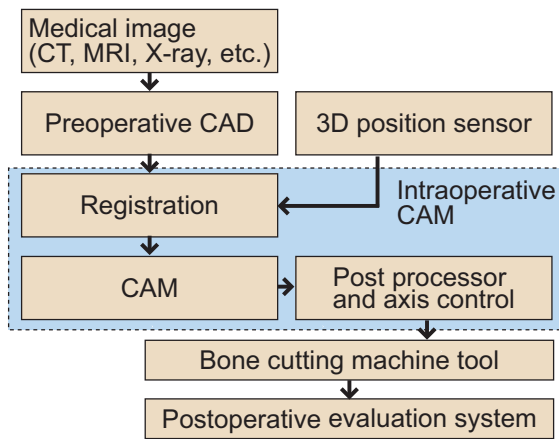 Medical image
(CT, MRI, X-ray, etc.)
Preoperative CAD
3D position sensor
Registration
Intraoperative
CAM
CAM
Post processor
and axis control
Bone cutting machine tool
Postoperative evaluation system